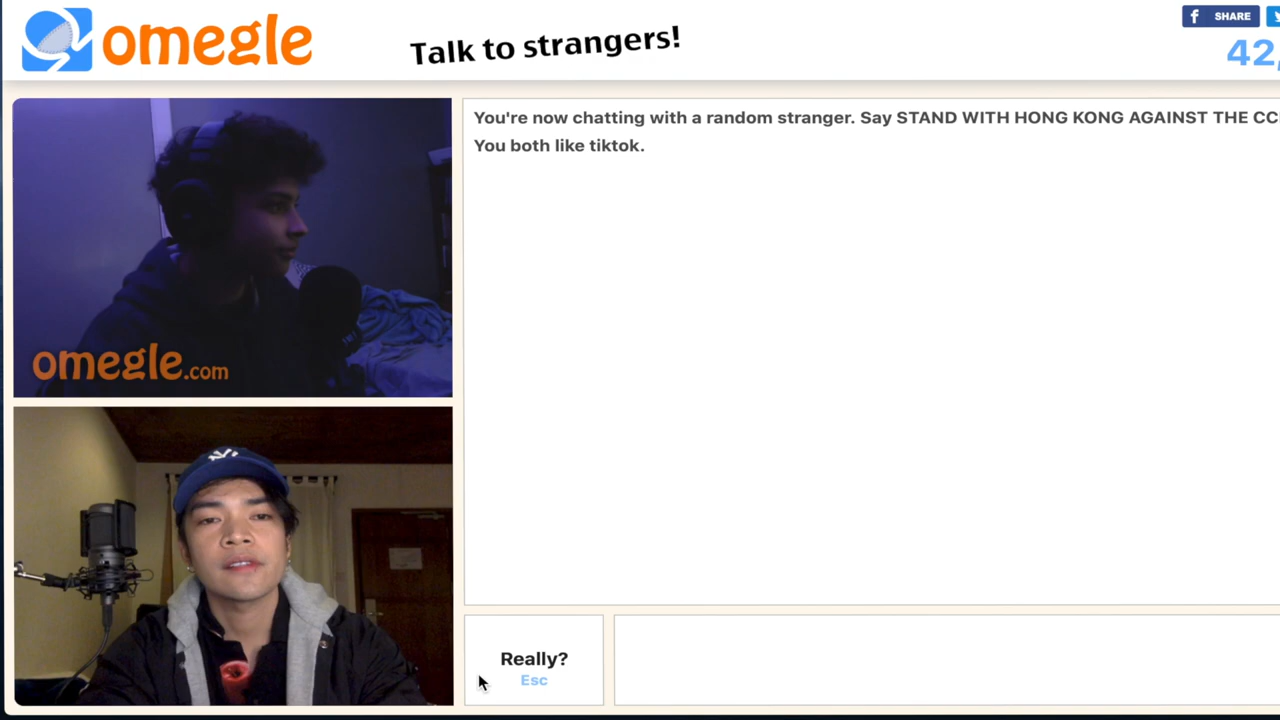 omegle
Talk to strangers!
f SHARE
42,
You're now chatting with a random stranger. Say STAND WITH HONG KONG AGAINST THE CC
You both like tiktok.
omegle.com
NY
Really?
Esc